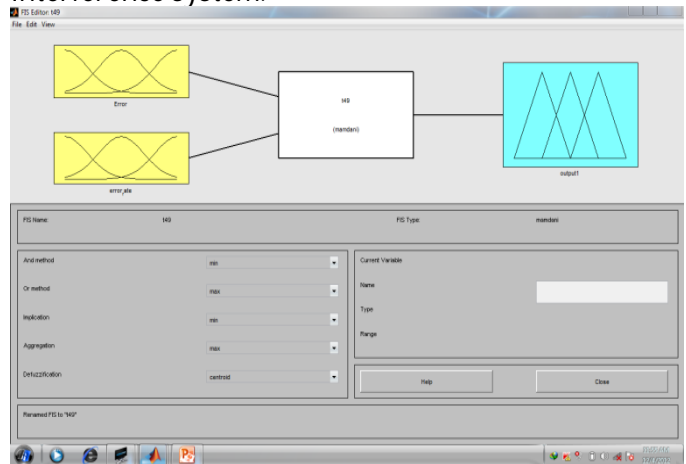 FIS Editor: t49
File Edit View
Error
t49
(mamdani)
error_rate
output1
FIS Name: t49 FIS Type: mamdani
And method min
Or method max
Implication min
Aggregation max
Defuzzification centroid
Current Variable
Name
Type
Range
Help Close
Renamed FIS to "t49"